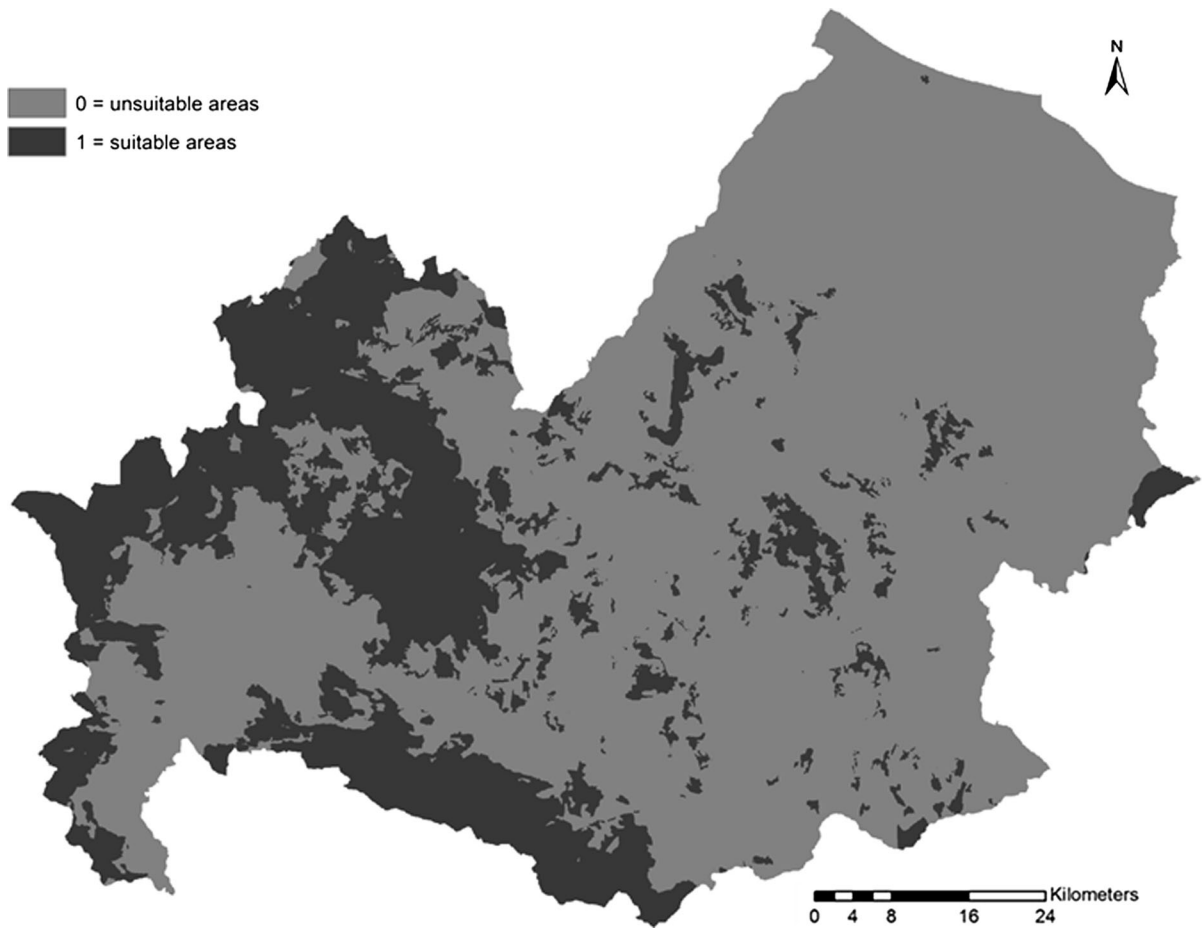 N
0 = unsuitable areas
1 = suitable areas
Kilometers
0 4 8 16 24